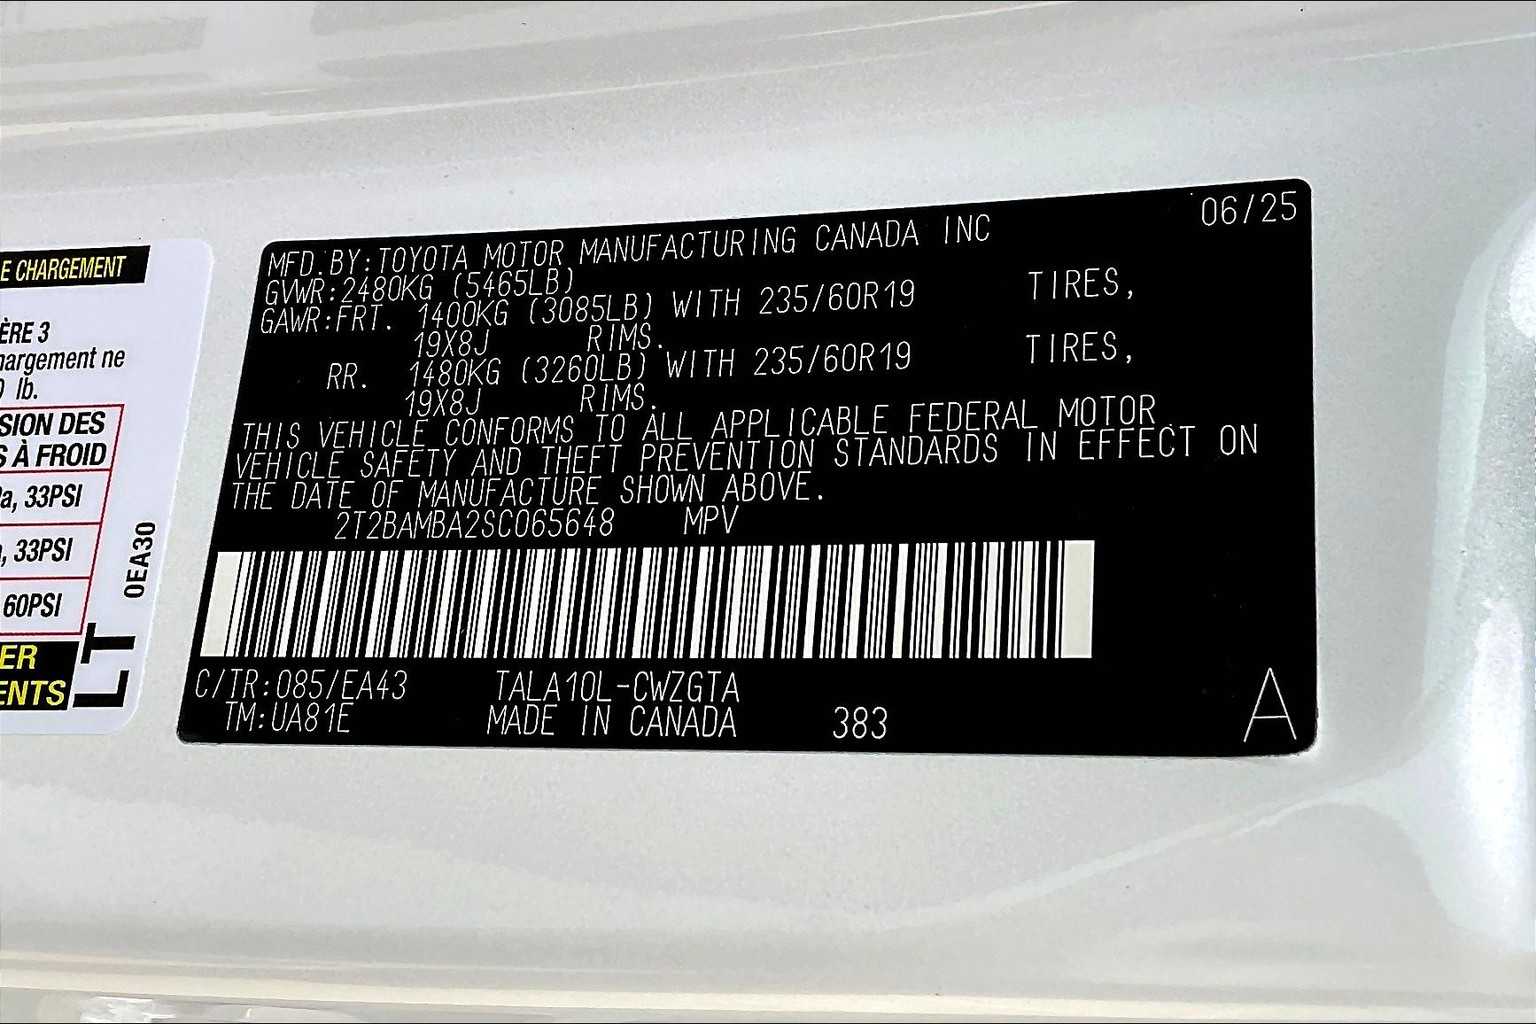 E CHARGEMENT
ÈRE 3
hargement ne
lb.
SION DES
S À FROID
a, 33PSI
, 33PSI
60PSI
ER
ENTS
0EA30
LT
06/25
MFD.BY:TOYOTA MOTOR MANUFACTURING CANADA INC
GVWR:2480KG (5465LB)
GAWR:FRT. 1400KG (3085LB) WITH 235/60R19 TIRES,
19X8J RIMS.
RR. 1480KG (3260LB) WITH 235/60R19 TIRES,
19X8J RIMS.
THIS VEHICLE CONFORMS TO ALL APPLICABLE FEDERAL MOTOR
VEHICLE SAFETY AND THEFT PREVENTION STANDARDS IN EFFECT ON
THE DATE OF MANUFACTURE SHOWN ABOVE.
2T2BAMBA2SC065648 MPV
C/TR:085/EA43 TALA10L-CWZGTA
TM:UA81E MADE IN CANADA 383
A